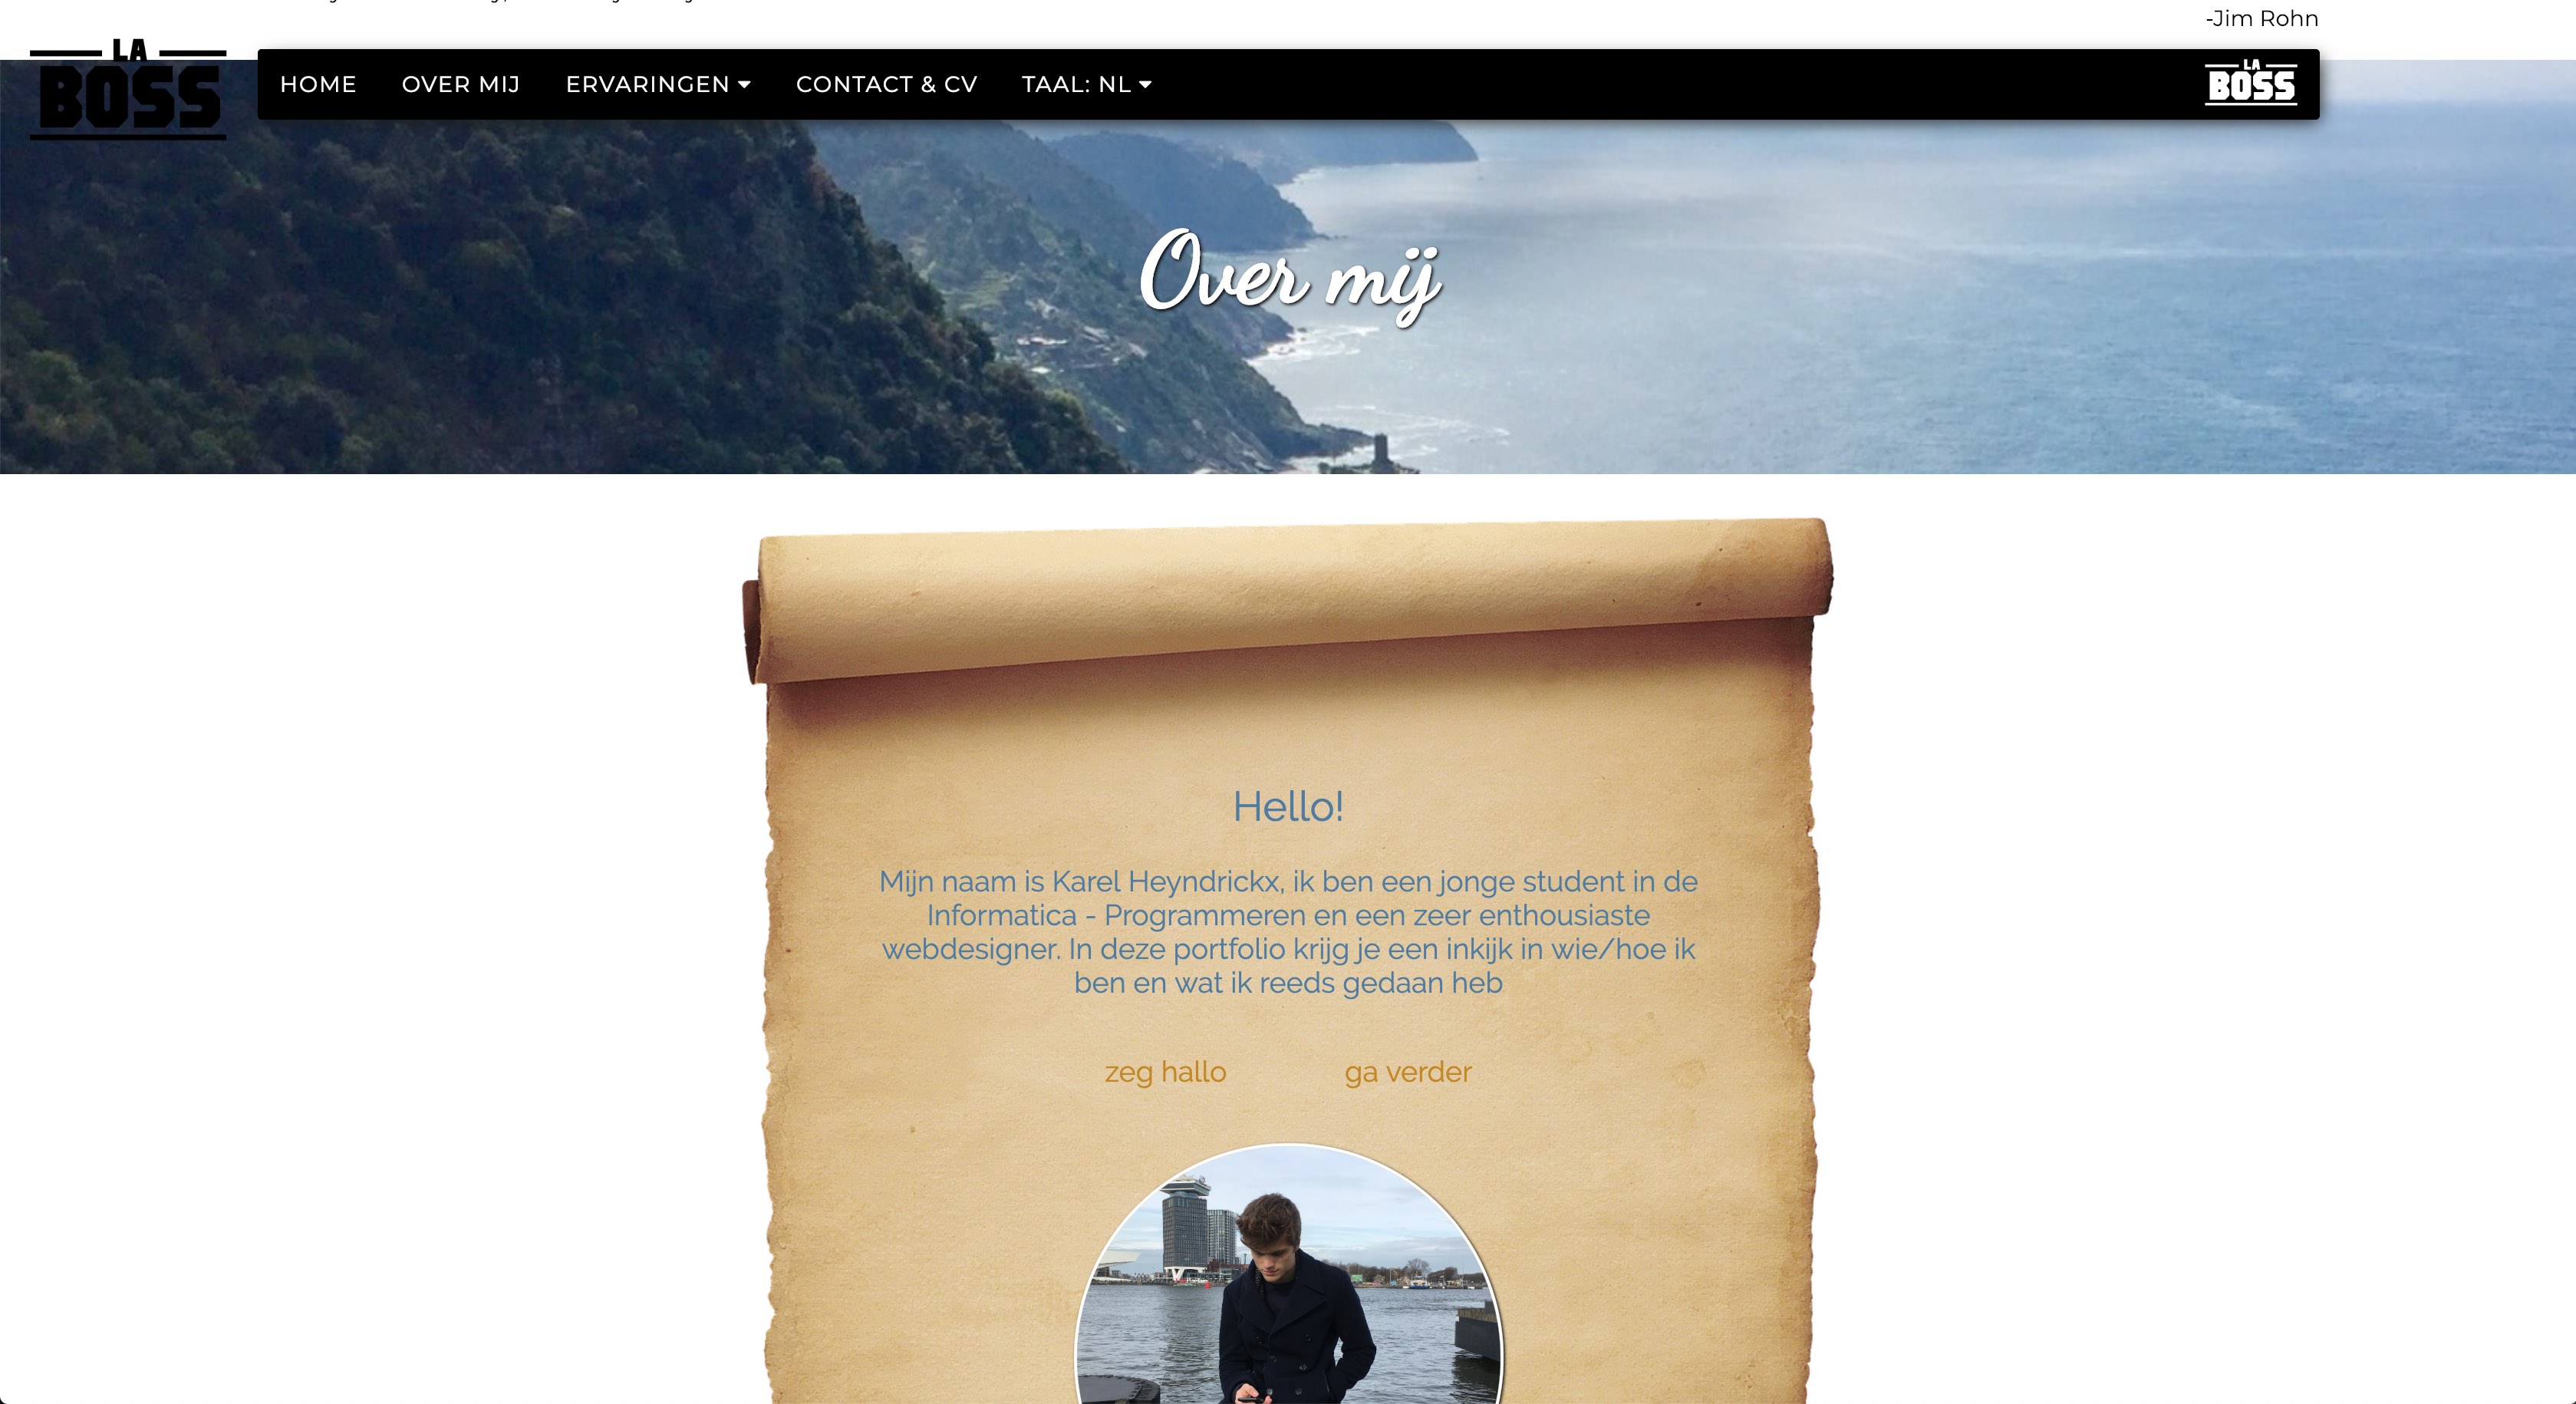 -Jim Rohn
LA
BOSS
HOME OVER MIJ ERVARINGEN CONTACT & CV TAAL: NL
LA
BOSS
Over mij
Hello!
Mijn naam is Karel Heyndrickx, ik ben een jonge student in de
Informatica - Programmeren en een zeer enthousiaste
webdesigner. In deze portfolio krijg je een inkijk in wie/hoe ik
ben en wat ik reeds gedaan heb
zeg hallo ga verder